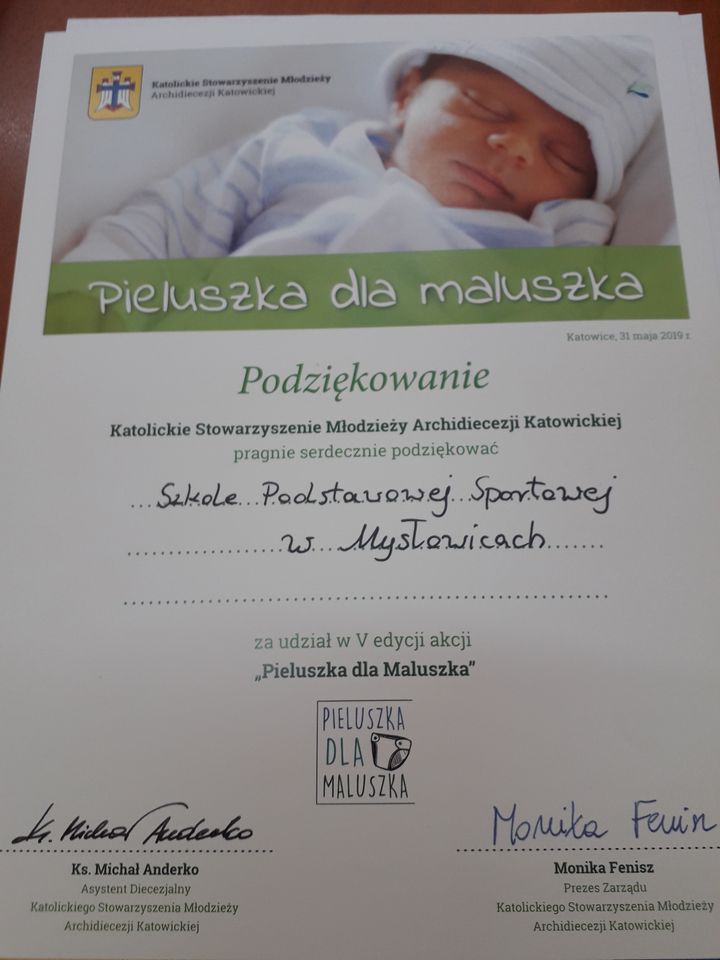 Katolickie Stowarzyszenie Młodzieży
Archidiecezji Katowickiej
Pieluszka dla maluszka
Katowice, 31 maja 2019 r.
Podziękowanie
Katolickie Stowarzyszenie Młodzieży Archidiecezji Katowickiej
pragnie serdecznie podziękować
Szkole Podstawowej Sportowej
w Mysłowicach
za udział w V edycji akcji
„Pieluszka dla Maluszka”
PIELUSZKA
DLA
MALUSZKA
Ks. Michał Anderko
Monika Fenisz
Ks. Michał Anderko
Asystent Diecezjalny
Katolickiego Stowarzyszenia Młodzieży
Archidiecezji Katowickiej
Monika Fenisz
Prezes Zarządu
Katolickiego Stowarzyszenia Młodzieży
Archidiecezji Katowickiej